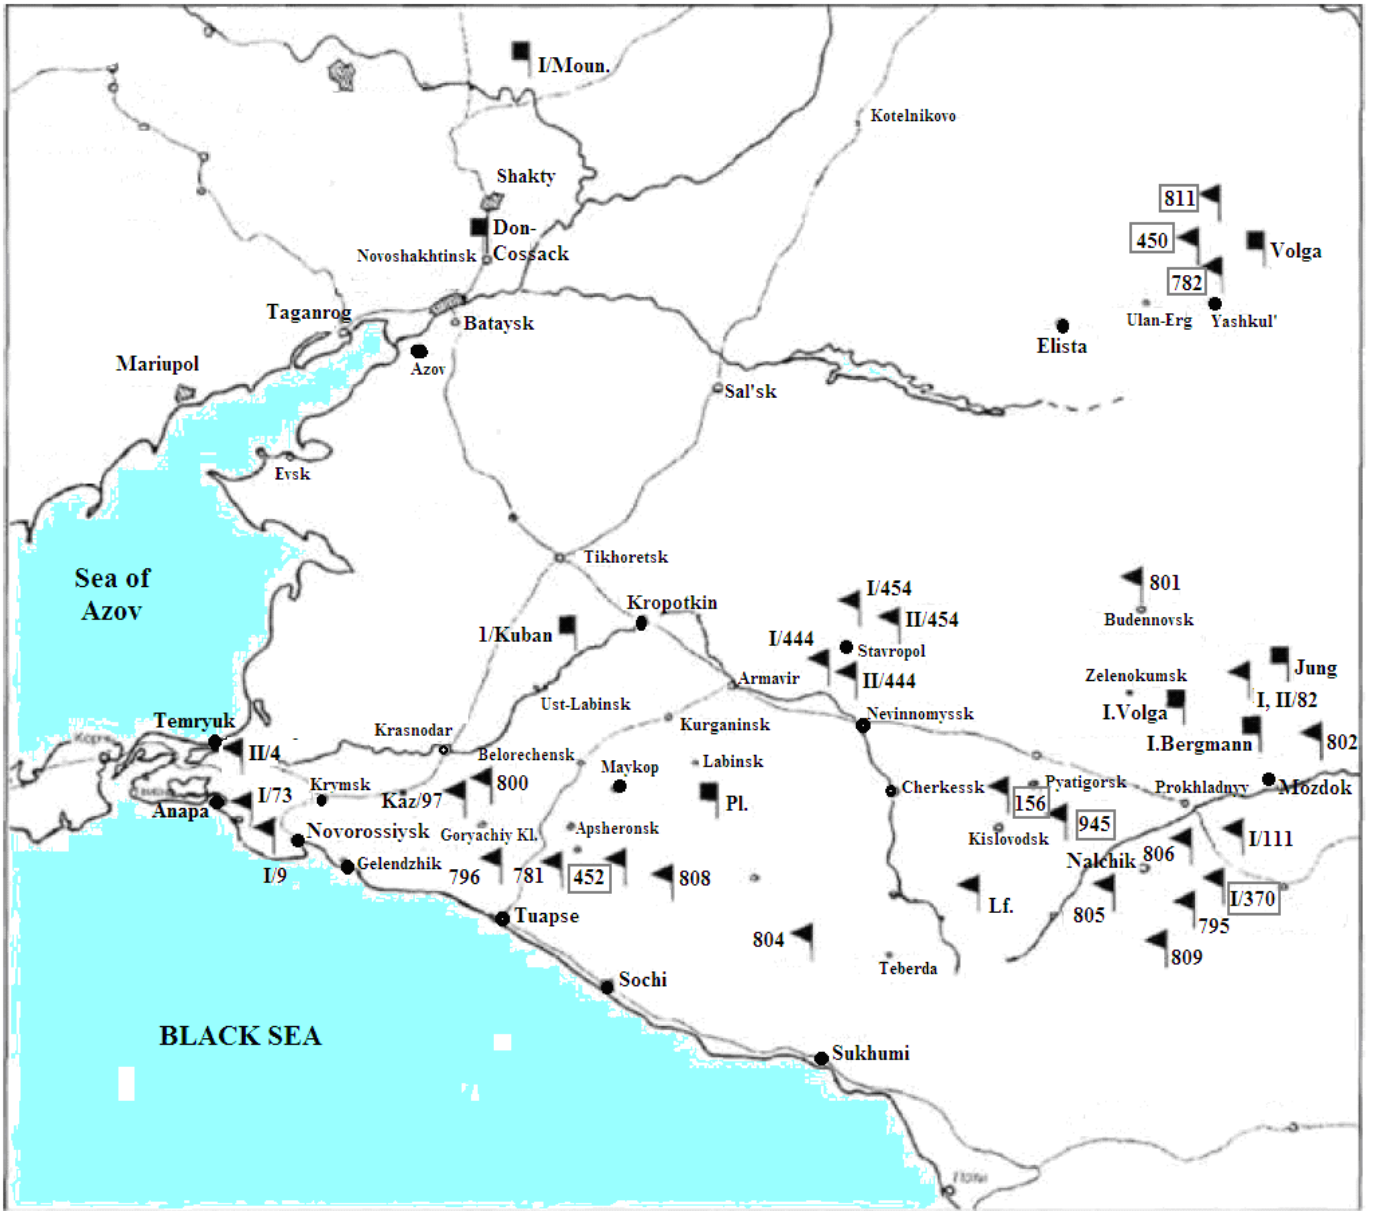 I/Moun.
Kotelnikovo
Shakty
811
Don-
Cossack
450
Volga
Novoshakhtinsk
782
Taganrog
Bataysk
Ulan-Erg
Yashkul'
Elista
Mariupol
Azov
Sal'sk
Evsk
Tikhoretsk
Sea of
Azov
801
I/454
Kropotkin
II/454
Budennovsk
1/Kuban
I/444
Stavropol
Jung
Zelenokumsk
Armavir
II/444
I, II/82
Ust-Labinsk
I.Volga
Temryuk
Kurganinsk
Nevinnomyssk
Krasnodar
I.Bergmann
802
II/4
Belorechensk
Labinsk
Maykop
Krymsk
800
Cherkessk
Pyatigorsk
Prokhladnyy
Mozdok
I/73
Kaz/97
156
Anapa
Pl.
945
Novorossiysk
Goryachiy Kl.
Apsheronsk
Kislovodsk
I/111
806
Gelendzhik
Nalchik
I/9
796
781
452
808
Lf.
I/370
805
Tuapse
795
804
809
Teberda
Sochi
BLACK SEA
Sukhumi